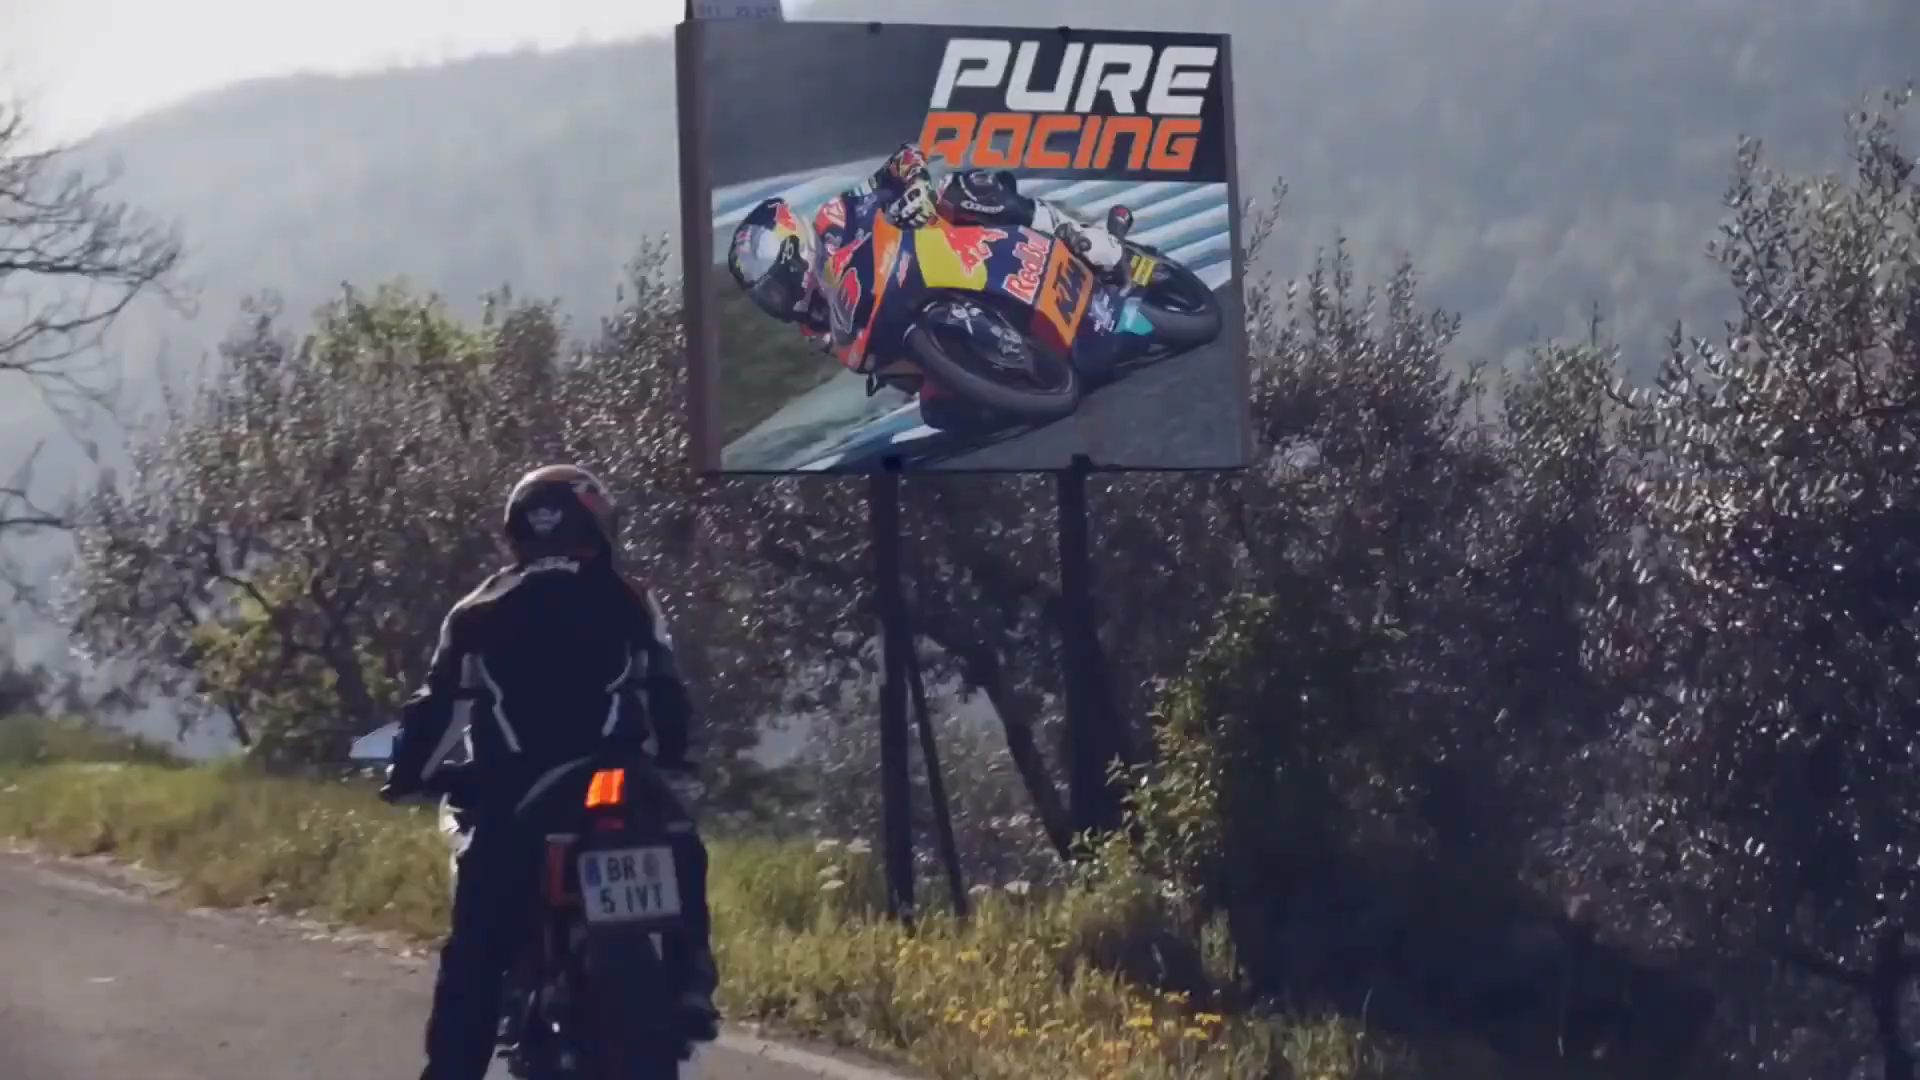 PURE
RACING
Red Bull
KTM
BR
5 IVT